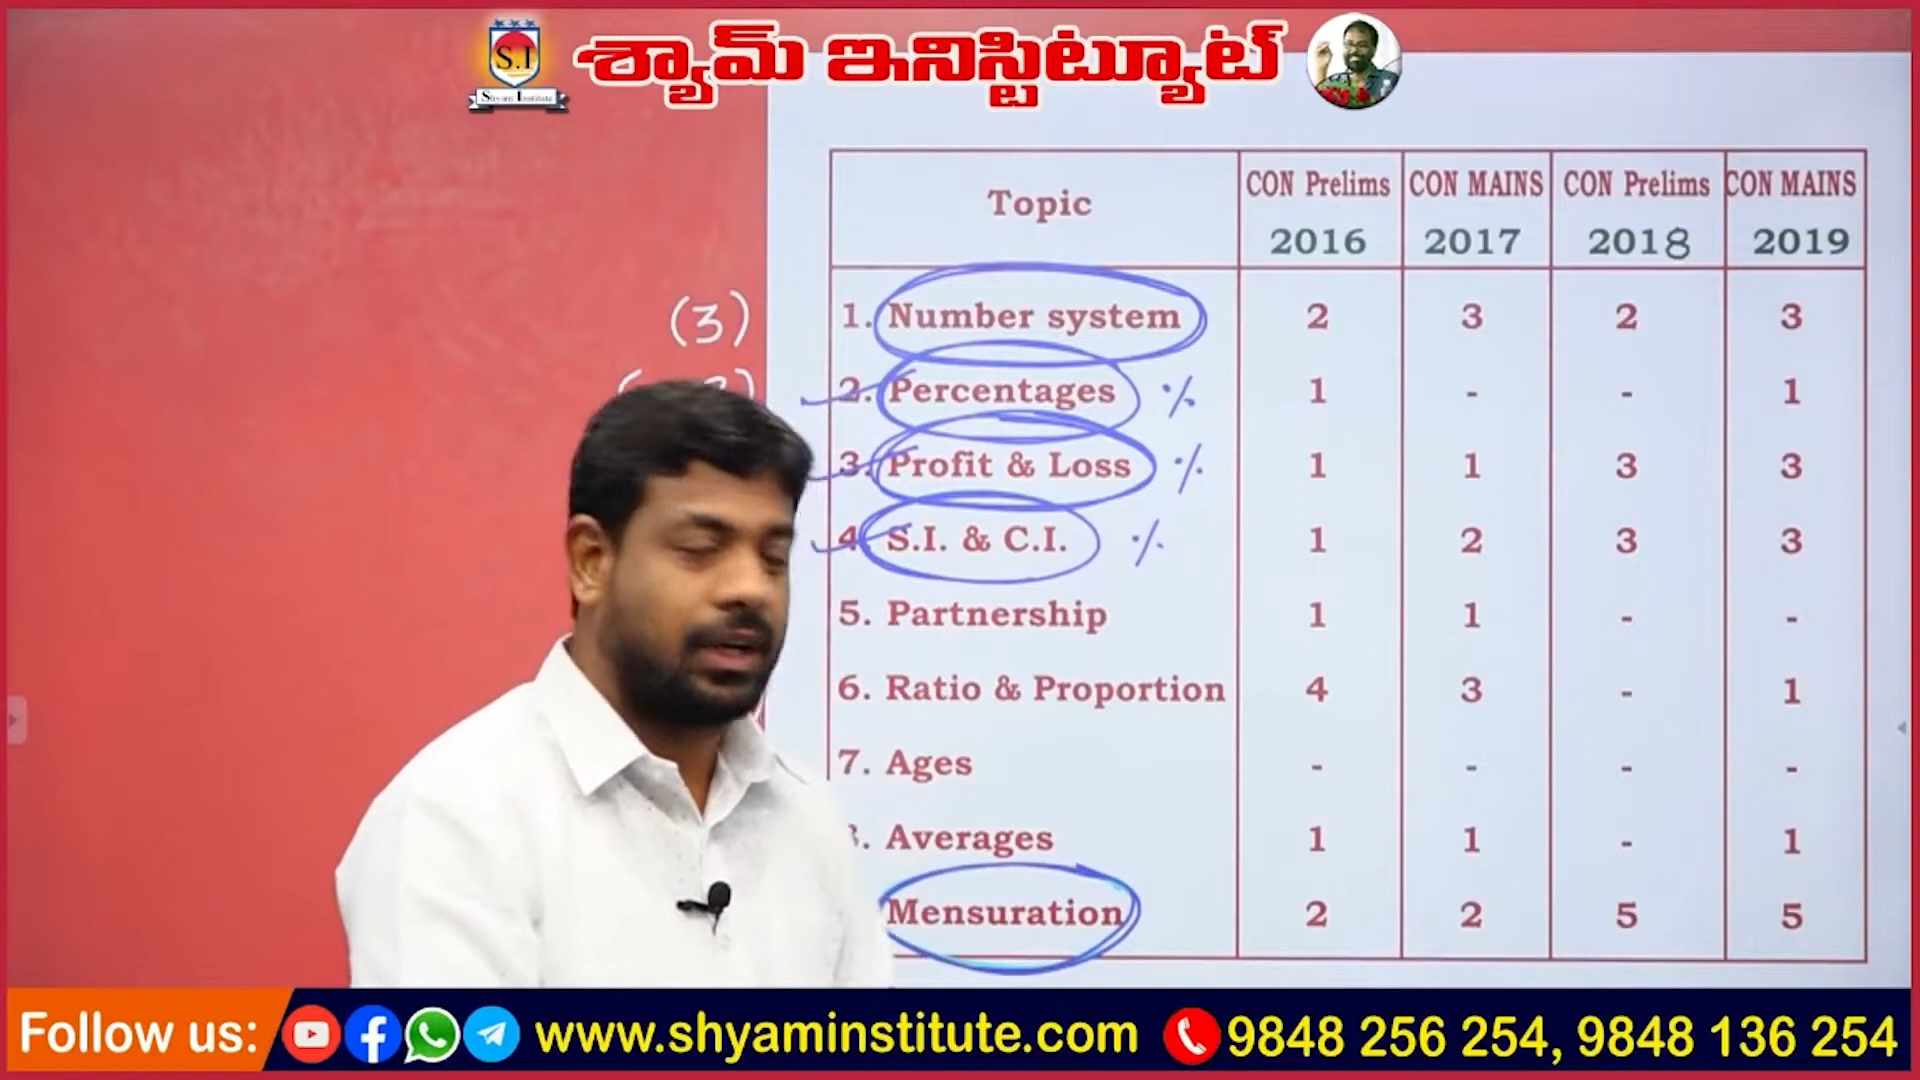 S.I
Shyam Institute
శ్యామ్ ఇనిస్టిట్యూట్
Topic CON Prelims 2016 CON MAINS 2017 CON Prelims 2018 CON MAINS 2019
(3) 1. Number system 2 3 2 3
2. Percentages % 1 - - 1
3. Profit & Loss % 1 1 3 3
4. S.I. & C.I. % 1 2 3 3
5. Partnership 1 1 - -
6. Ratio & Proportion 4 3 - 1
7. Ages - - - -
. Averages 1 1 - 1
Mensuration 2 2 5 5
Follow us: www.shyaminstitute.com 9848 256 254, 9848 136 254